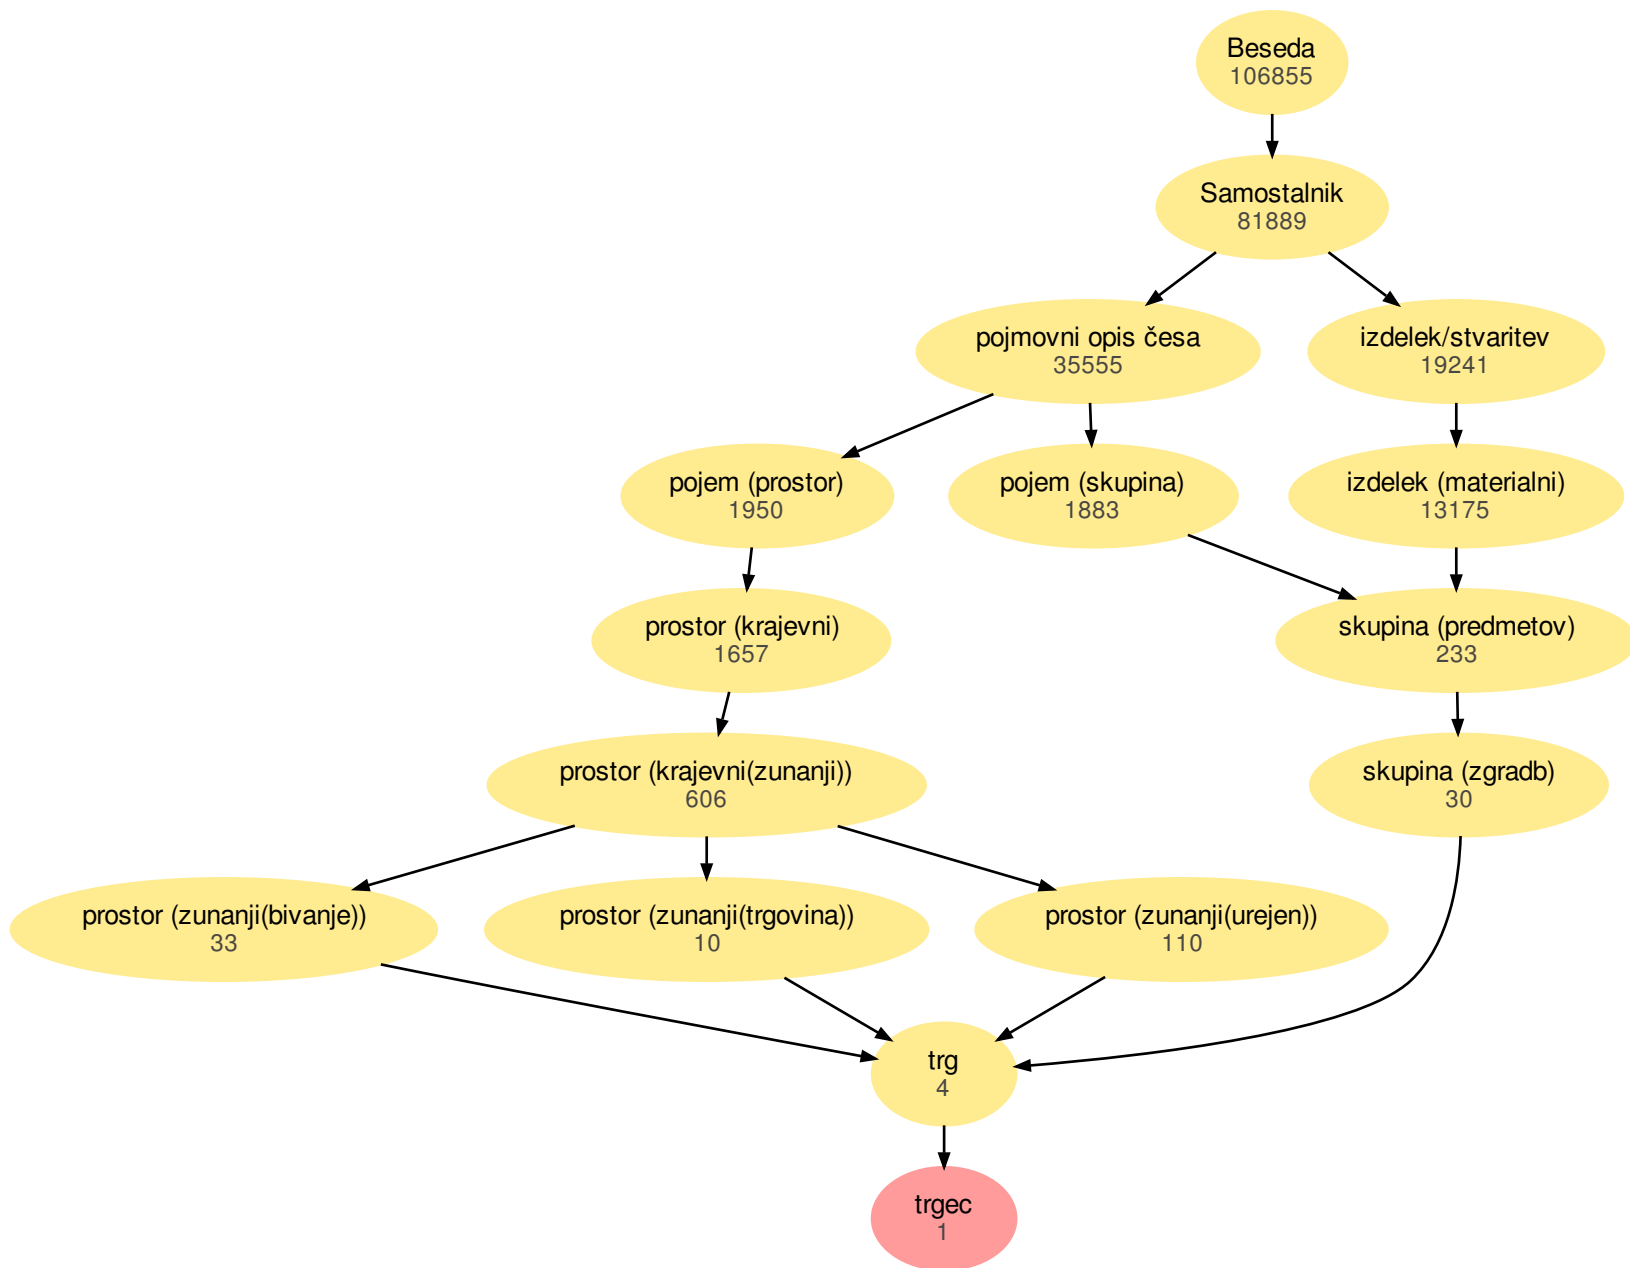 Beseda
106855
Samostalnik
81889
pojmovni opis česa
35555
izdelek/stvaritev
19241
pojem (prostor)
1950
pojem (skupina)
1883
izdelek (materialni)
13175
prostor (krajevni)
1657
skupina (predmetov)
233
prostor (krajevni(zunanji))
606
skupina (zgradb)
30
prostor (zunanji(bivanje))
33
prostor (zunanji(trgovina))
10
prostor (zunanji(urejen))
110
trg
4
trgec
1